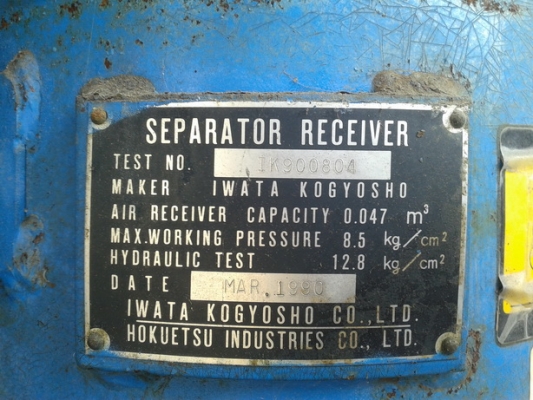 SEPARATOR RECEIVER
TEST NO. IK900804
MAKER IWATA KOGYOSHO
AIR RECEIVER CAPACITY 0.047 m³
MAX.WORKING PRESSURE 8.5 kg/cm²
HYDRAULIC TEST 12.8 kg/cm²
DATE MAR.1990
IWATA KOGYOSHO CO.,LTD.
HOKUETSU INDUSTRIES CO., LTD.